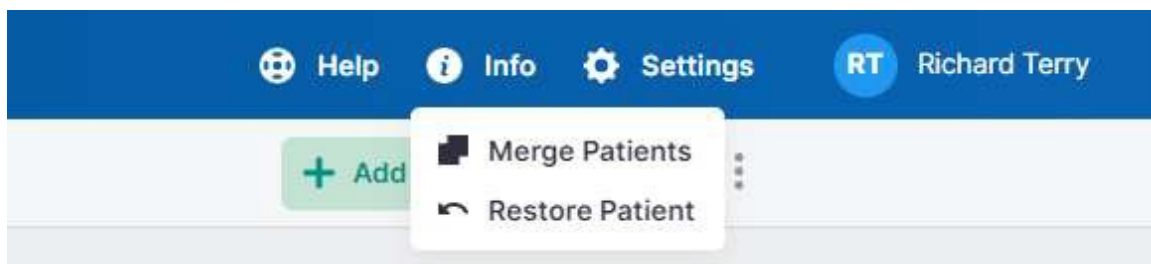 Help Info Settings RT Richard Terry
+ Add
Merge Patients
Restore Patient